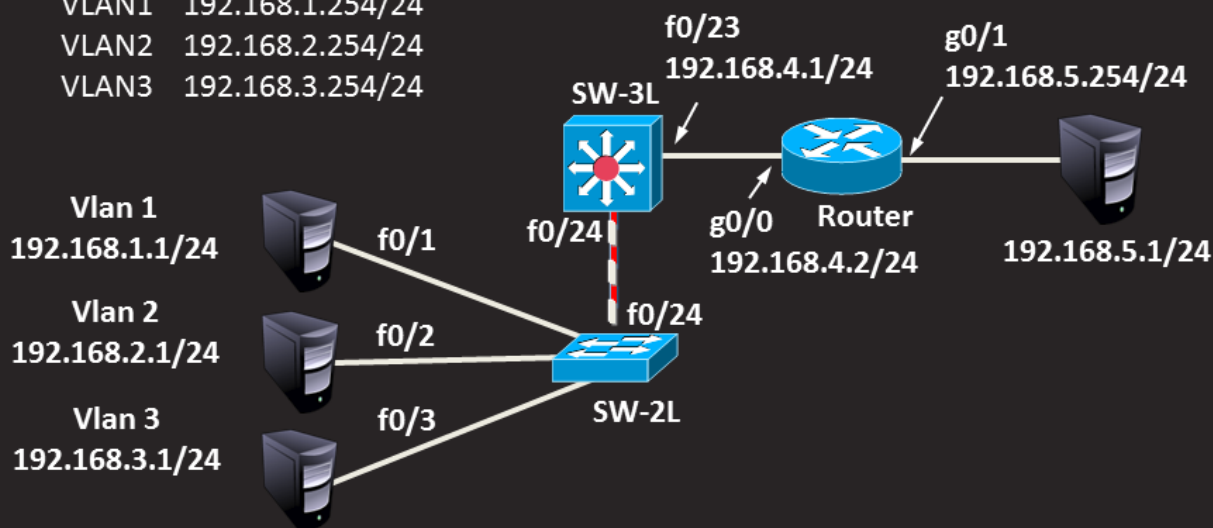 VLAN1 192.168.1.254/24
VLAN2 192.168.2.254/24
VLAN3 192.168.3.254/24
f0/23
192.168.4.1/24
g0/1
192.168.5.254/24
SW-3L
Vlan 1
192.168.1.1/24
f0/1
f0/24
g0/0
192.168.4.2/24
Router
192.168.5.1/24
Vlan 2
192.168.2.1/24
f0/2
f0/24
Vlan 3
192.168.3.1/24
f0/3
SW-2L